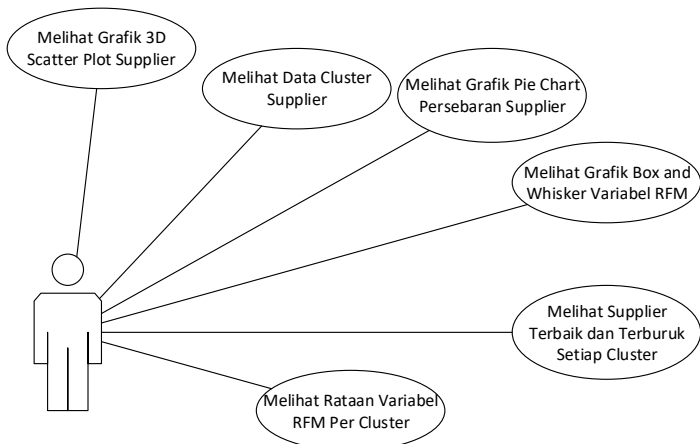 Melihat Grafik 3D
Scatter Plot Supplier
Melihat Data Cluster
Supplier
Melihat Grafik Pie Chart
Persebaran Supplier
Melihat Grafik Box and
Whisker Variabel RFM
Melihat Supplier
Terbaik dan Terburuk
Setiap Cluster
Melihat Rataan Variabel
RFM Per Cluster